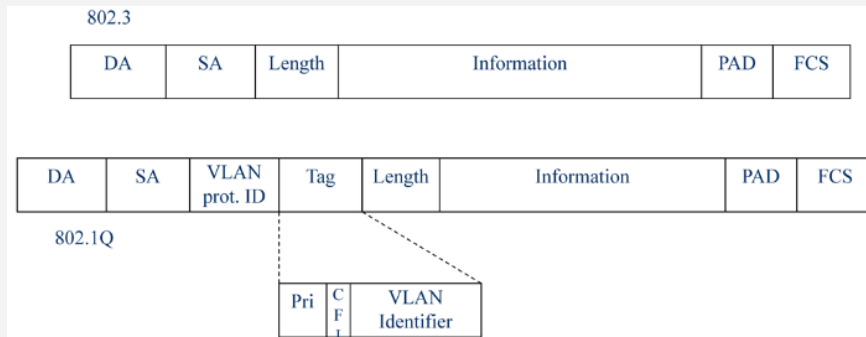 802.3
DA SA Length Information PAD FCS
DA SA VLAN prot. ID Tag Length Information PAD FCS
802.1Q
Pri CFI VLAN Identifier